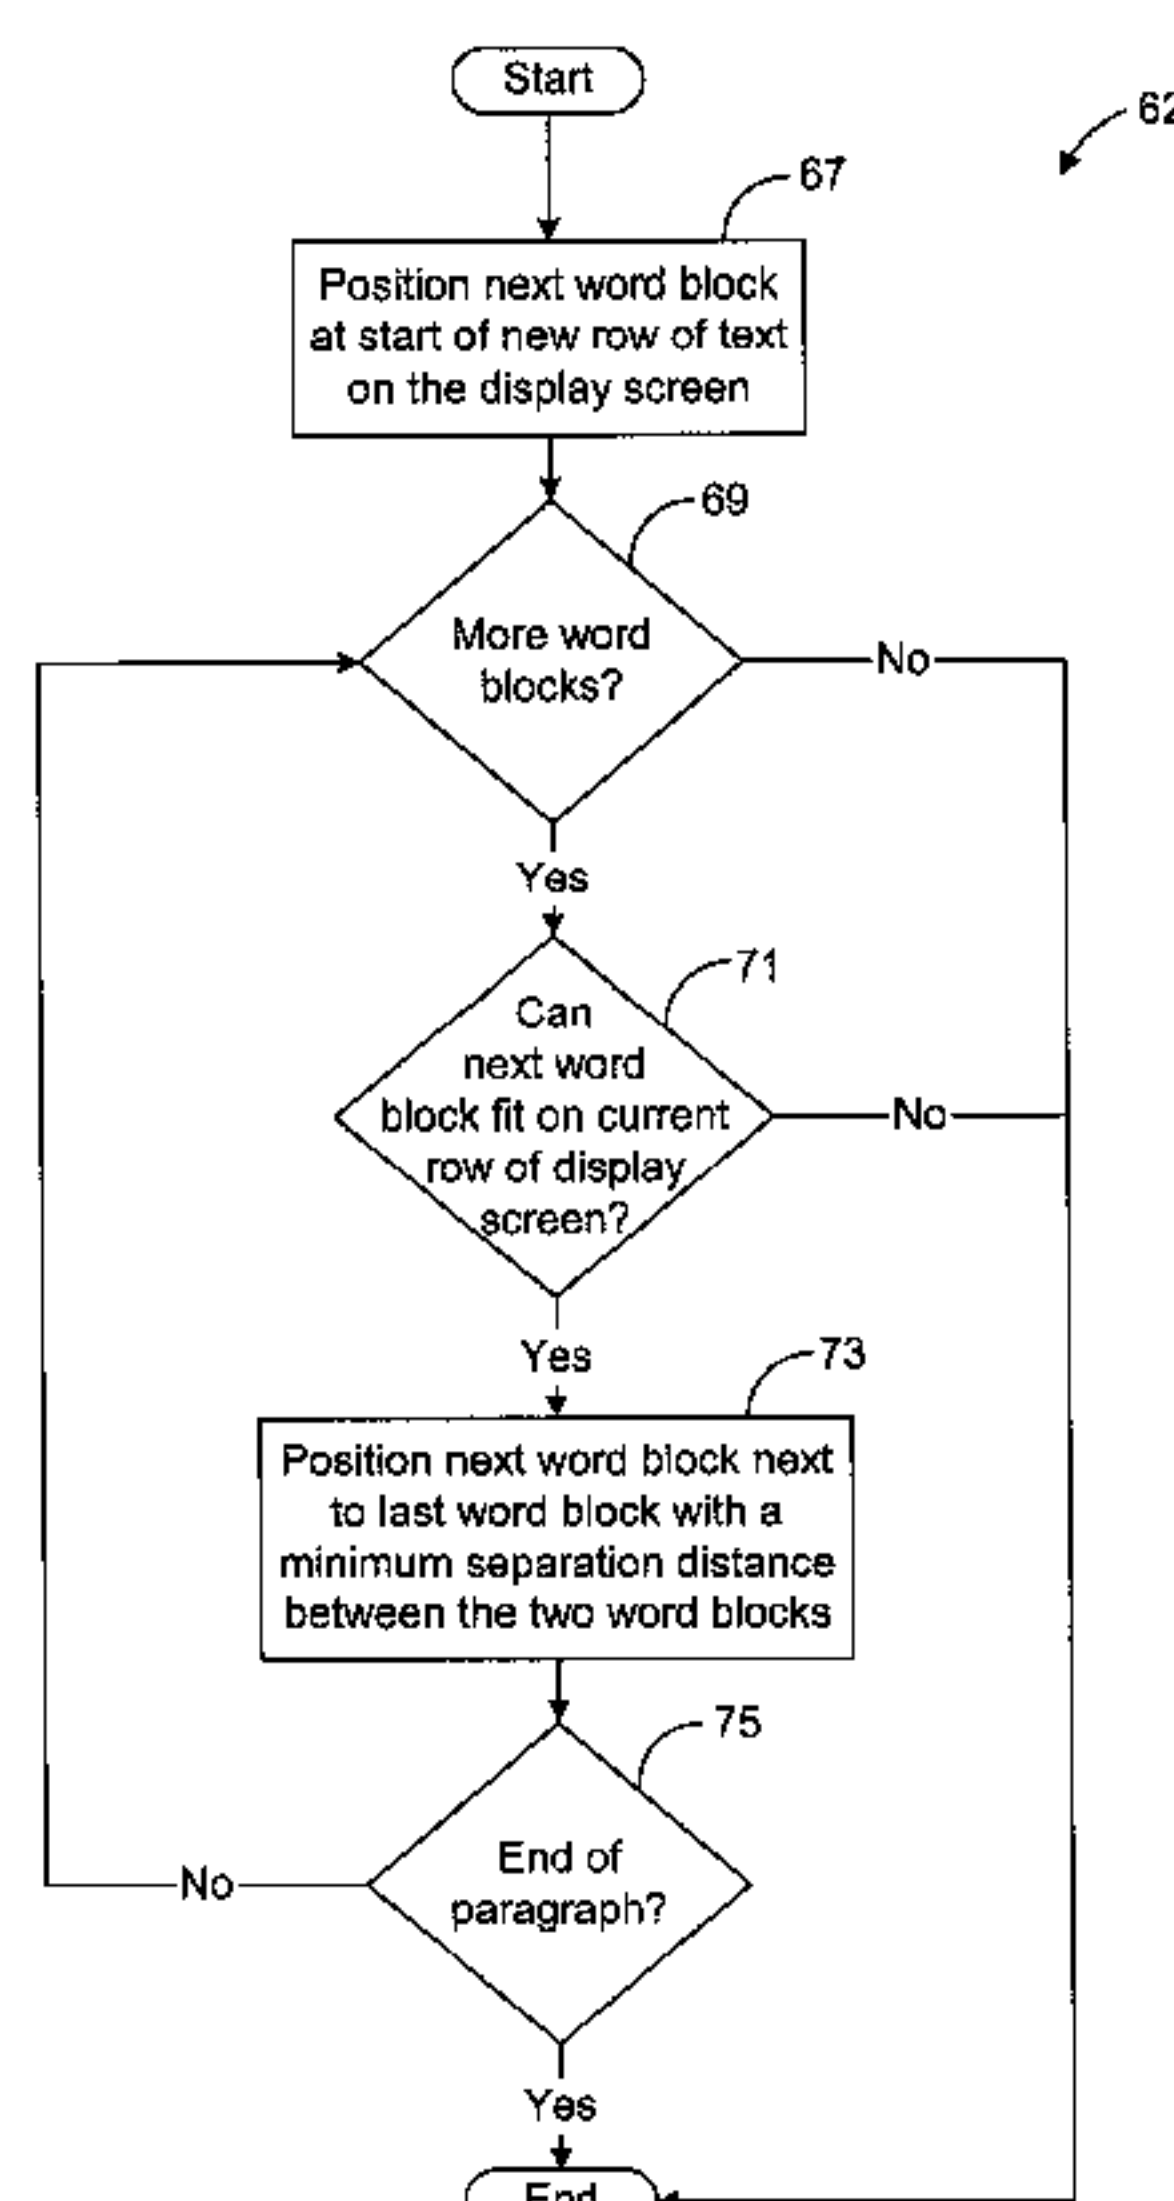 Start
62
67
Position next word block
at start of new row of text
on the display screen
69
More word
blocks?
No
Yes
71
Can
next word
block fit on current
row of display
screen?
No
Yes
73
Position next word block next
to last word block with a
minimum separation distance
between the two word blocks
75
End of
paragraph?
No
Yes
End